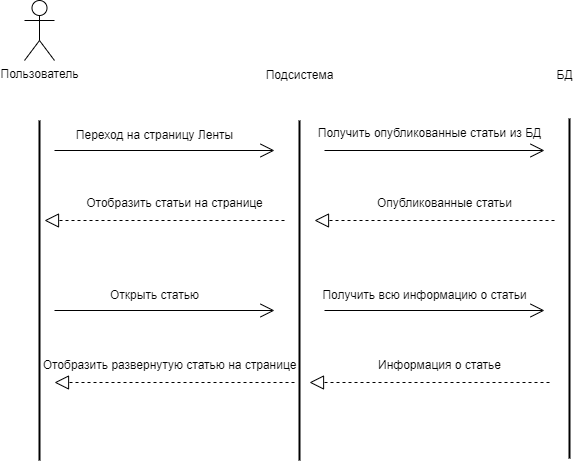 Пользователь
Подсистема
БД
Переход на страницу Ленты
Получить опубликованные статьи из БД
Отобразить статьи на странице
Опубликованные статьи
Открыть статью
Получить всю информацию о статьи
Отобразить развернутую статью на странице
Информация о статье